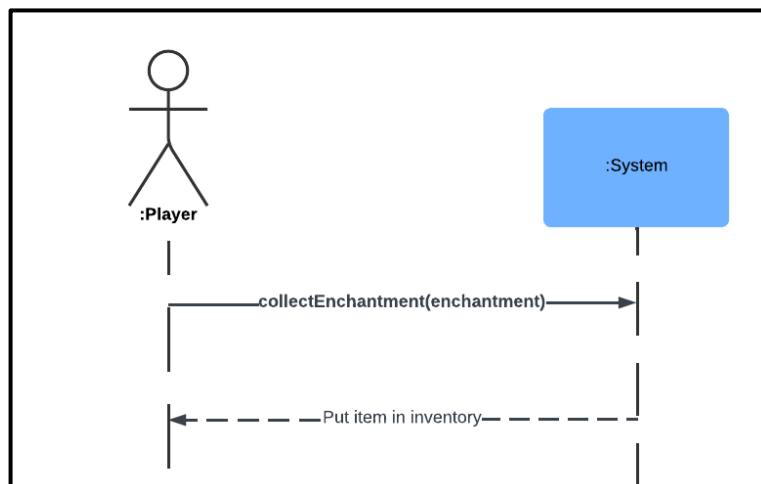 :System
:Player
collectEnchantment(enchantment)
Put item in inventory